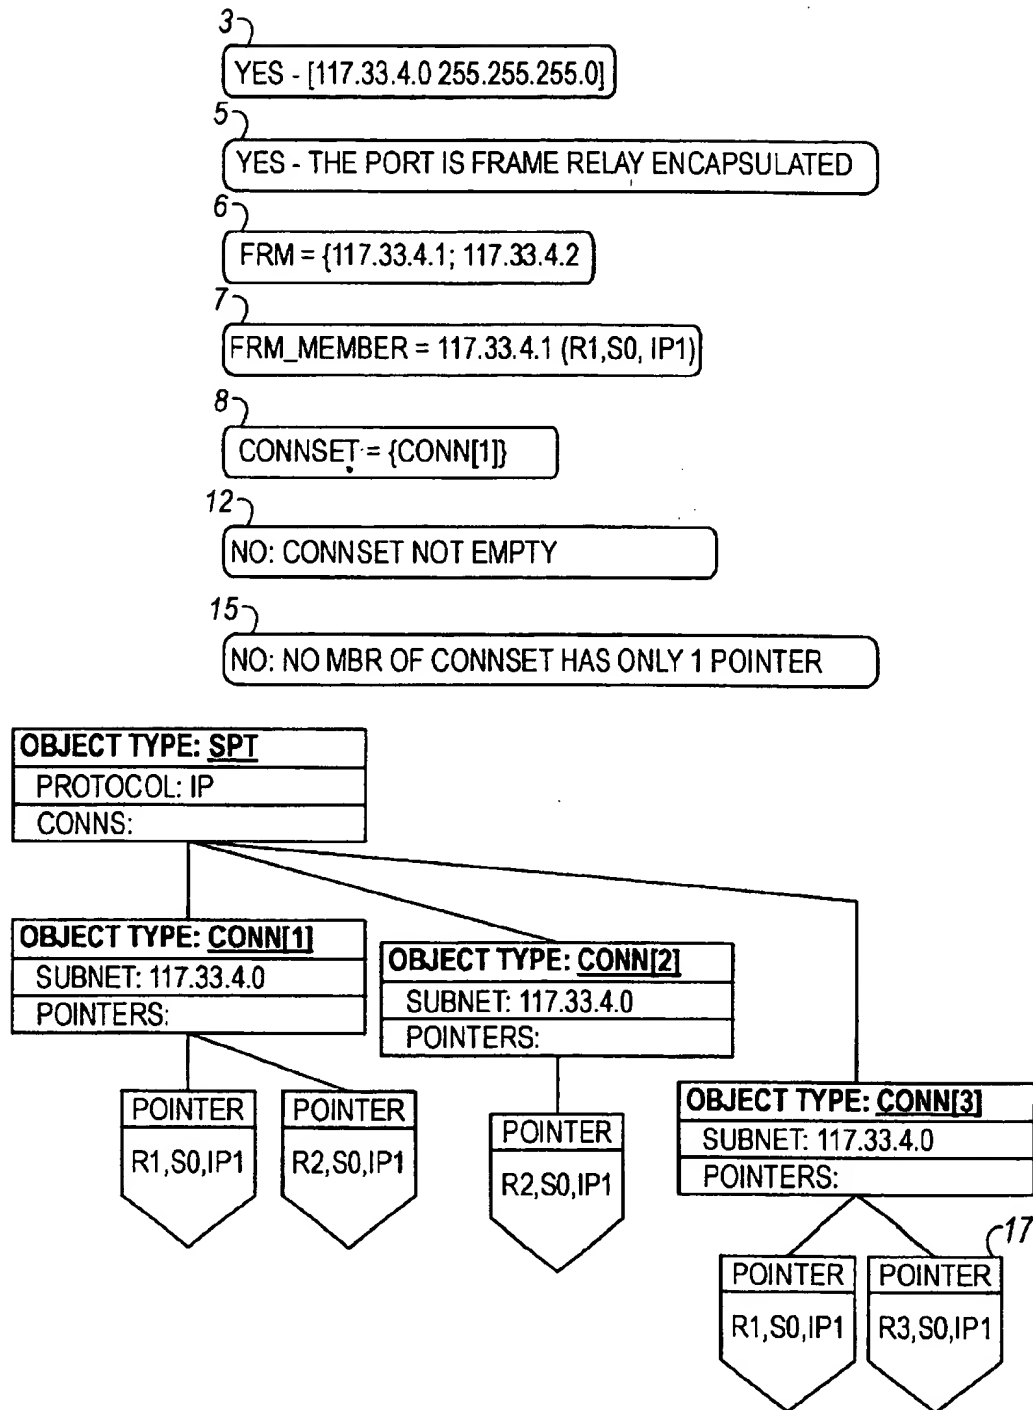 3
YES - [117.33.4.0 255.255.255.0]
5
YES - THE PORT IS FRAME RELAY ENCAPSULATED
6
FRM = {117.33.4.1; 117.33.4.2
7
FRM_MEMBER = 117.33.4.1 (R1,S0, IP1)
8
CONNSET = {CONN[1]}
12
NO: CONNSET NOT EMPTY
15
NO: NO MBR OF CONNSET HAS ONLY 1 POINTER
OBJECT TYPE: SPT
PROTOCOL: IP
CONNS:
OBJECT TYPE: CONN[1]
SUBNET: 117.33.4.0
POINTERS:
POINTER
R1,S0,IP1
POINTER
R2,S0,IP1
OBJECT TYPE: CONN[2]
SUBNET: 117.33.4.0
POINTERS:
POINTER
R2,S0,IP1
OBJECT TYPE: CONN[3]
SUBNET: 117.33.4.0
POINTERS:
17
POINTER
R1,S0,IP1
POINTER
R3,S0,IP1